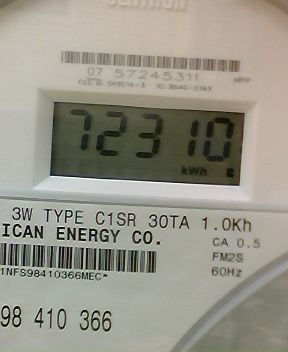 CENTRON
07 57245311
72310
kWh
3W TYPE C1SR 30TA 1.0Kh
ICAN ENERGY CO.
CA 0.5
FM2S
60Hz
1NFS98410366MEC*
98 410 366